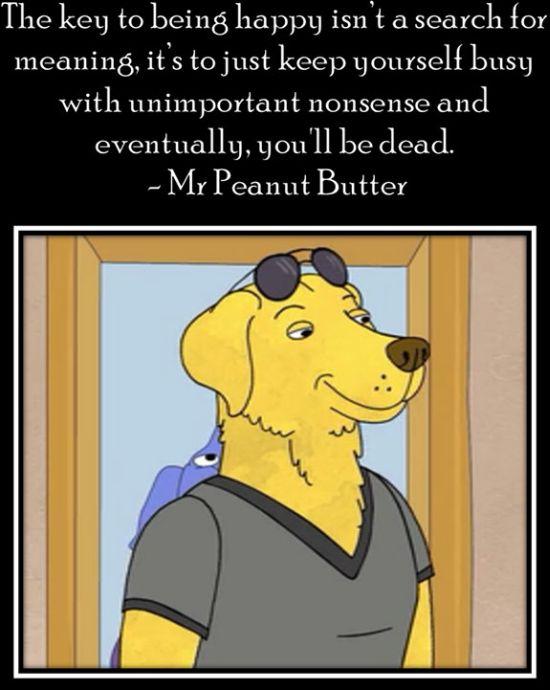 The key to being happy isn't a search for
meaning, it's to just keep yourself busy
with unimportant nonsense and
eventually, you'll be dead.
~ Mr Peanut Butter